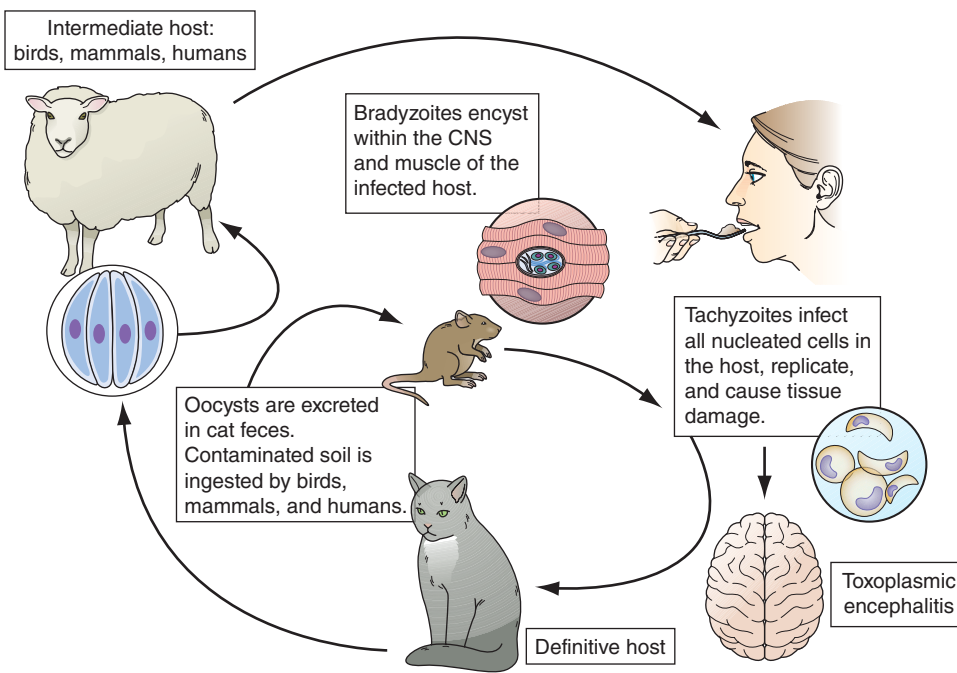 Intermediate host:
birds, mammals, humans
Bradyzoites encyst
within the CNS
and muscle of the
infected host.
Tachyzoites infect
all nucleated cells in
the host, replicate,
and cause tissue
damage.
Oocysts are excreted
in cat feces.
Contaminated soil is
ingested by birds,
mammals, and humans.
Toxoplasmic
encephalitis
Definitive host